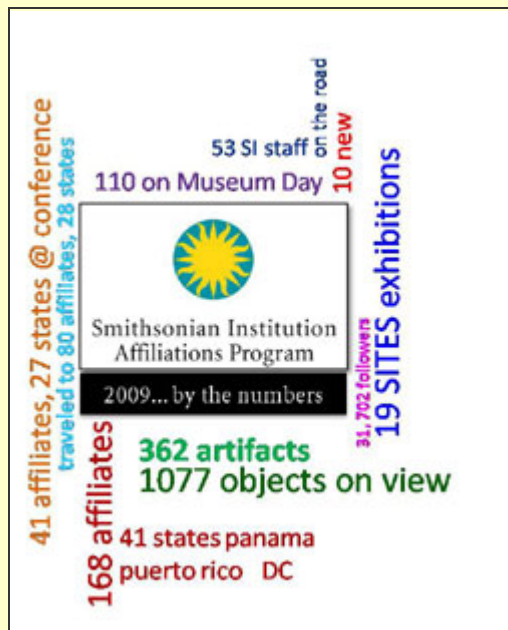 41 affiliates, 27 states @ conference
traveled to 80 affiliates, 28 states
53 SI staff
on the road
110 on Museum Day
10 new
Smithsonian Institution
Affiliations Program
2009... by the numbers
31,702 followers
19 SITES exhibitions
362 artifacts
1077 objects on view
168 affiliates
41 states panama
puerto rico DC